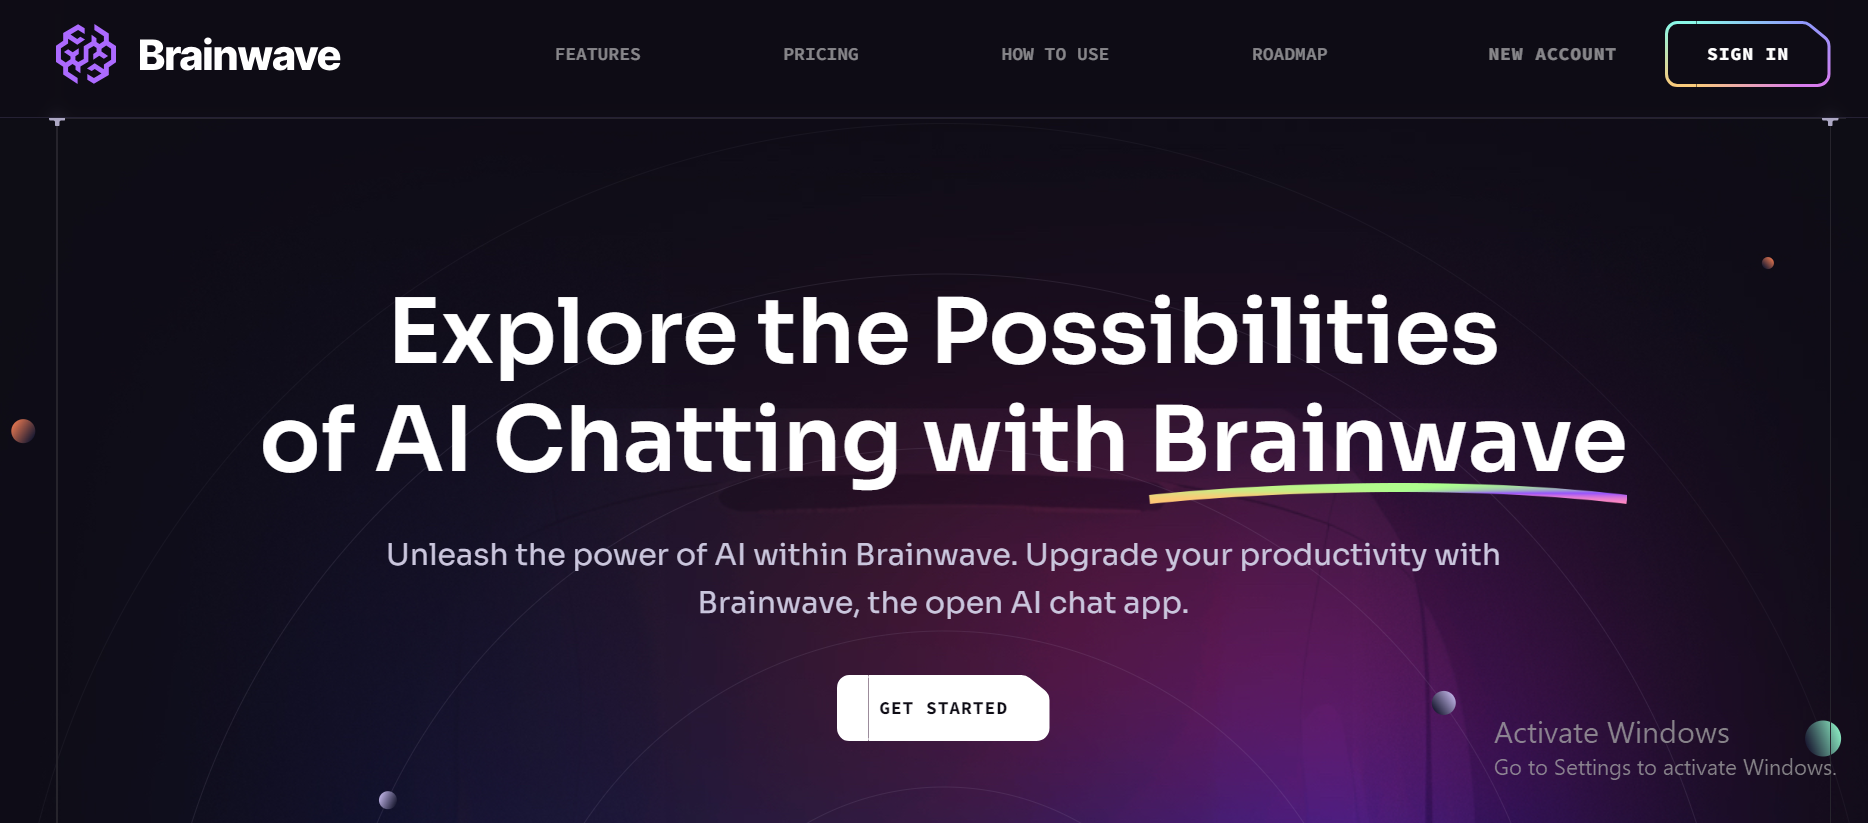 Brainwave
FEATURES
PRICING
HOW TO USE
ROADMAP
NEW ACCOUNT
SIGN IN
Explore the Possibilities
of AI Chatting with Brainwave
Unleash the power of AI within Brainwave. Upgrade your productivity with
Brainwave, the open AI chat app.
GET STARTED
Activate Windows
Go to Settings to activate Windows.